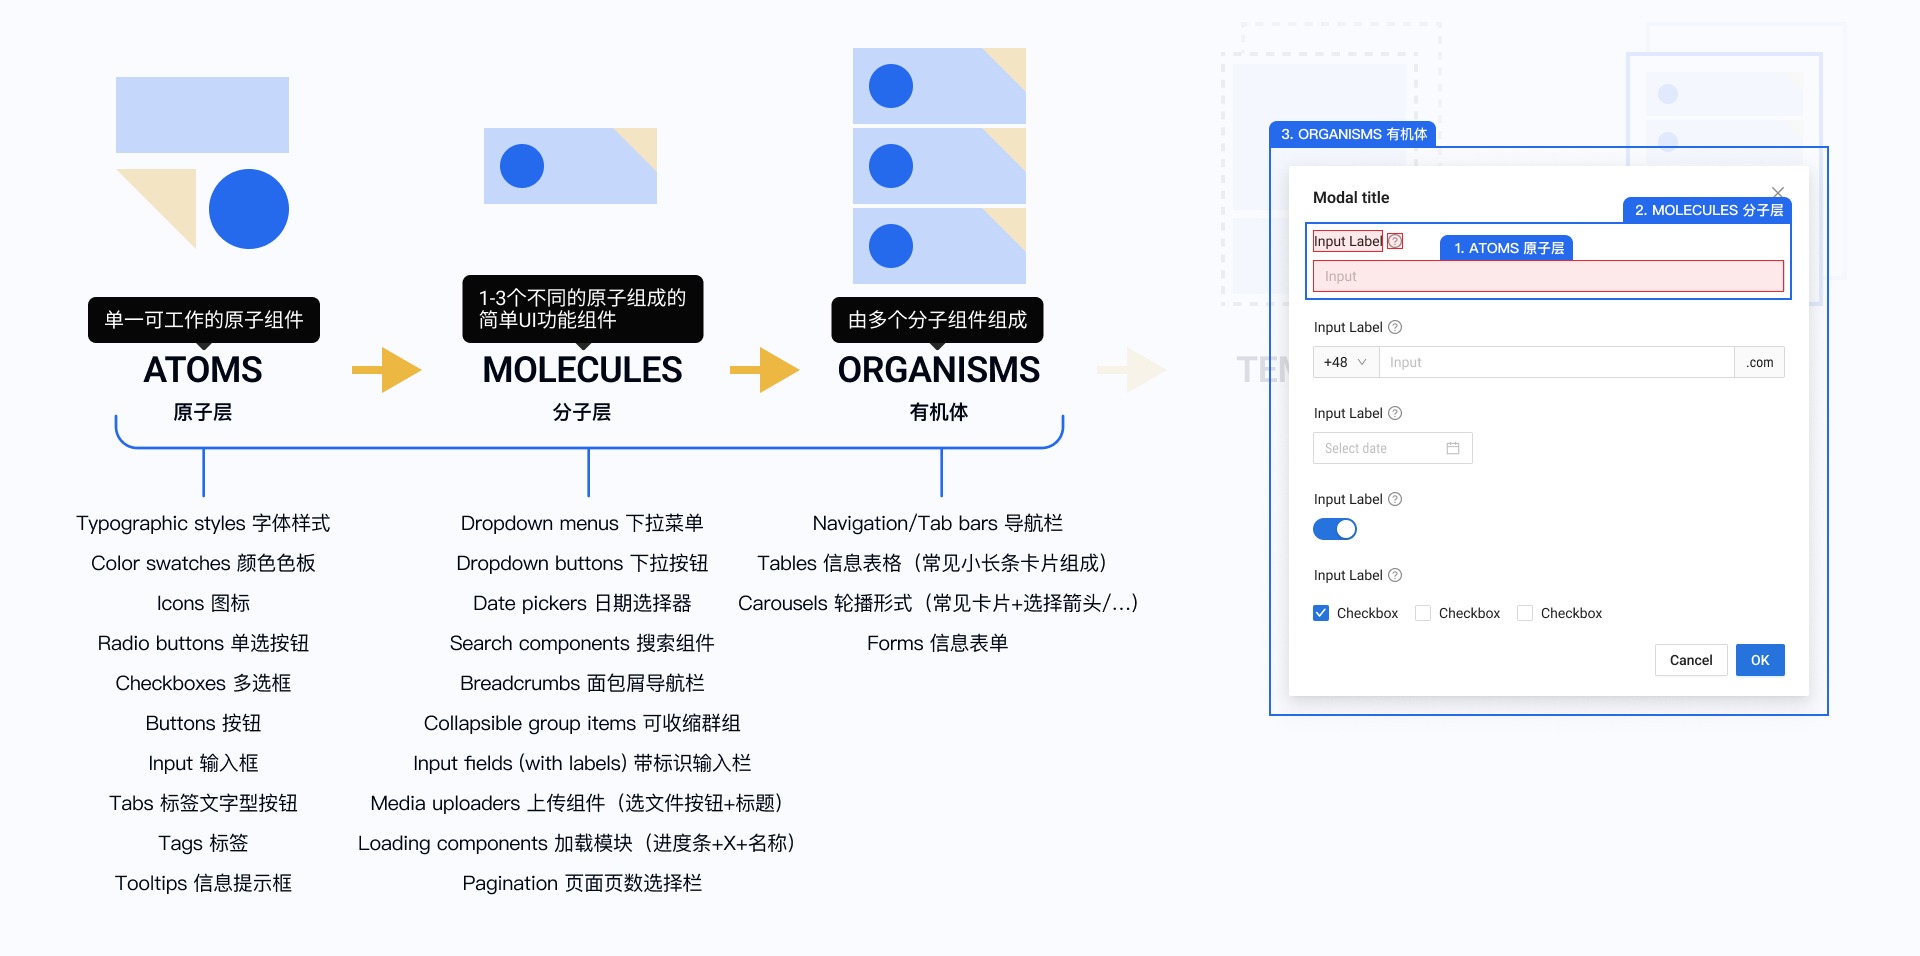 单一可工作的原子组件
ATOMS
原子层
1-3个不同的原子组成的
简单UI功能组件
MOLECULES
分子层
由多个分子组件组成
ORGANISMS
有机体
Typographic styles 字体样式
Color swatches 颜色色板
Icons 图标
Radio buttons 单选按钮
Checkboxes 多选框
Buttons 按钮
Input 输入框
Tabs 标签文字型按钮
Tags 标签
Tooltips 信息提示框
Dropdown menus 下拉菜单
Dropdown buttons 下拉按钮
Date pickers 日期选择器
Search components 搜索组件
Breadcrumbs 面包屑导航栏
Collapsible group items 可收缩群组
Input fields (with labels) 带标识输入栏
Media uploaders 上传组件（选文件按钮+标题）
Loading components 加载模块（进度条+X+名称）
Pagination 页面页数选择栏
Navigation/Tab bars 导航栏
Tables 信息表格（常见小长条卡片组成）
Carousels 轮播形式（常见卡片+选择箭头/...）
Forms 信息表单
TEM
3. ORGANISMS 有机体
Modal title
2. MOLECULES 分子层
Input Label ?
1. ATOMS 原子层
Input
Input Label ?
+48 Input .com
Input Label ?
Select date
Input Label ?
Input Label ?
Checkbox Checkbox Checkbox
Cancel OK